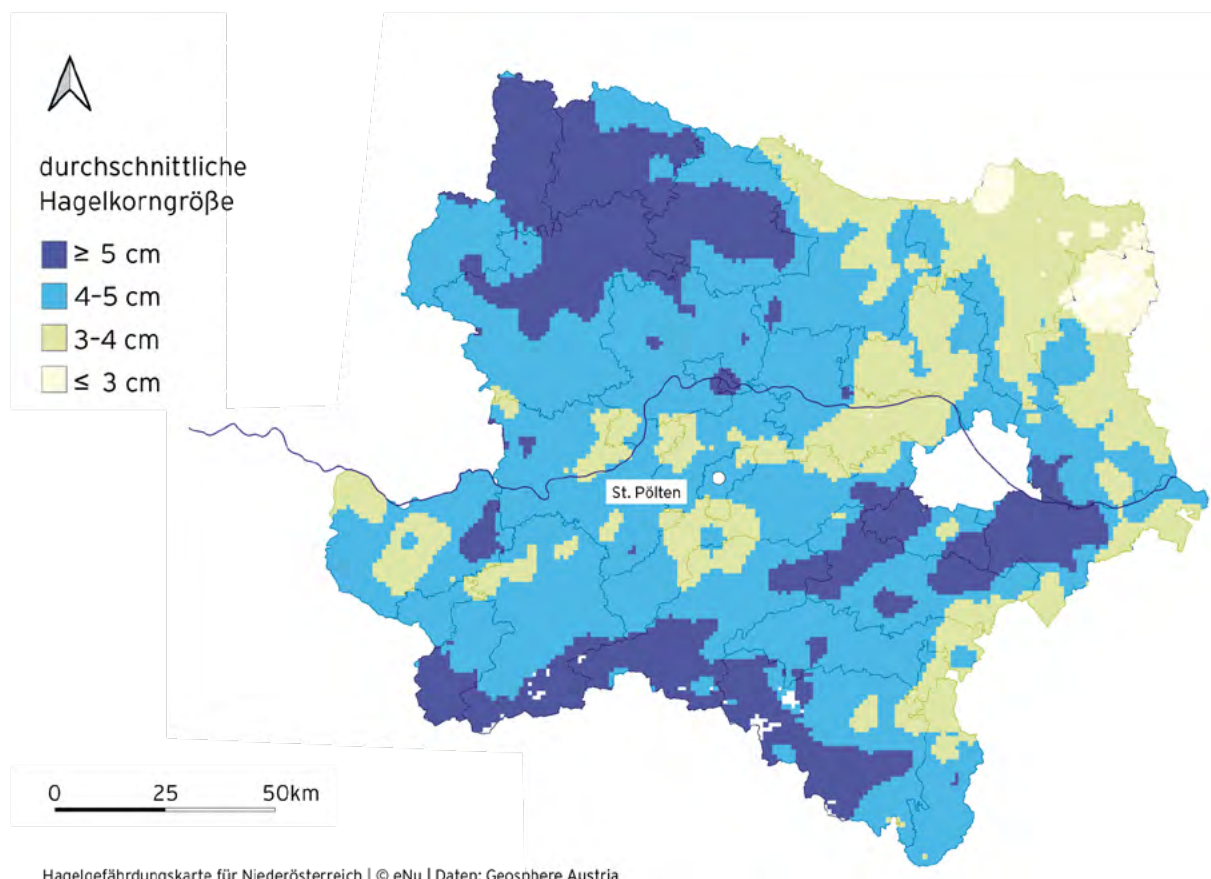 durchschnittliche
Hagelkorngröße
≥ 5 cm
4–5 cm
3–4 cm
≤ 3 cm
St. Pölten
0 25 50km
Hagelgefährdungskarte für Niederösterreich | © eNu | Daten: Geosphere Austria